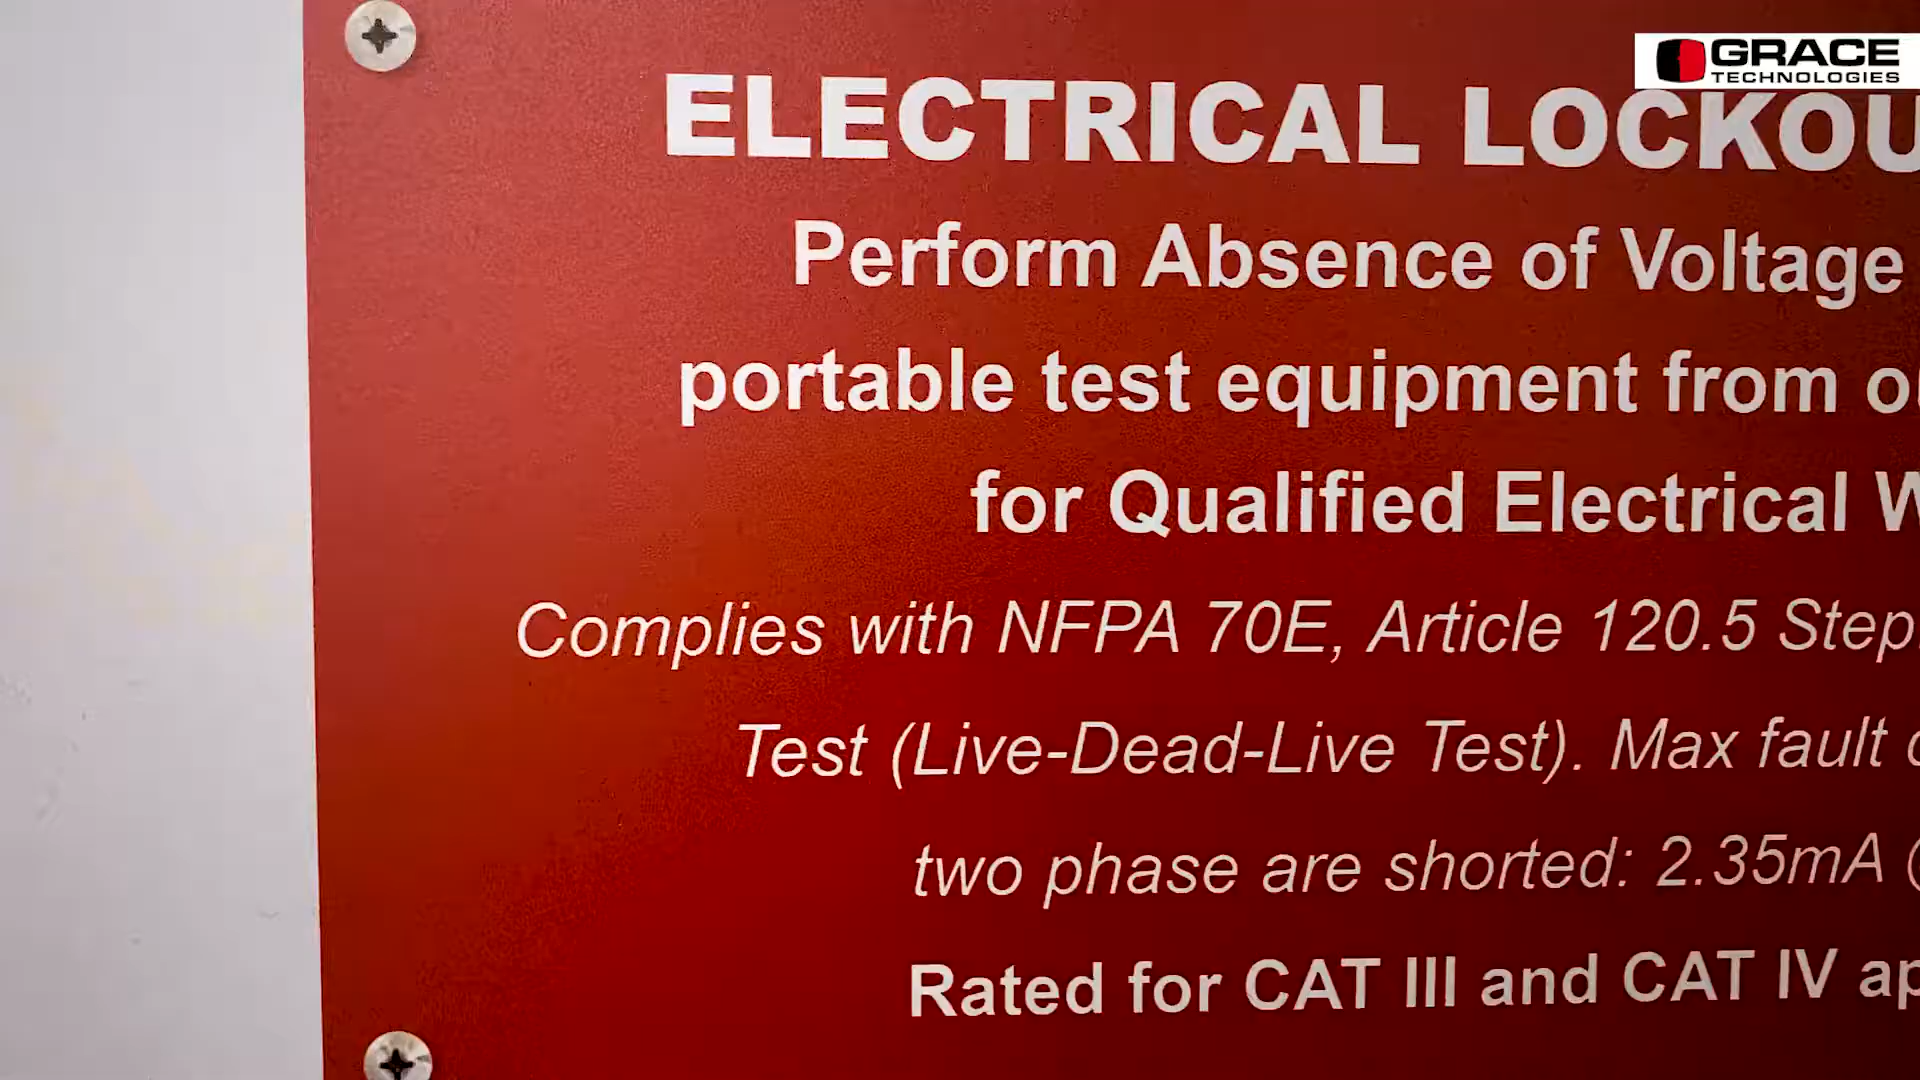 GRACE
TECHNOLOGIES
ELECTRICAL LOCKOU
Perform Absence of Voltage
portable test equipment from
for Qualified Electrical
Complies with NFPA 70E, Article 120.5 Step
Test (Live-Dead-Live Test). Max fault
two phase are shorted: 2.35mA
Rated for CAT III and CAT IV